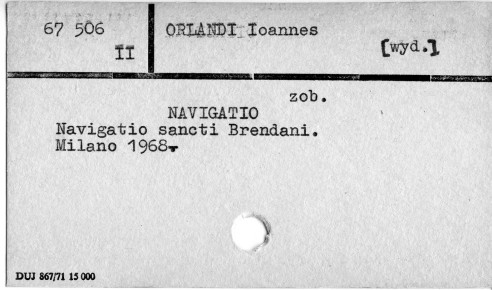 67 506
II
ORLANDI Ioannes
[wyd.]
zob.
NAVIGATIO
Navigatio sancti Brendani.
Milano 1968.
DUJ 867/71 15 000